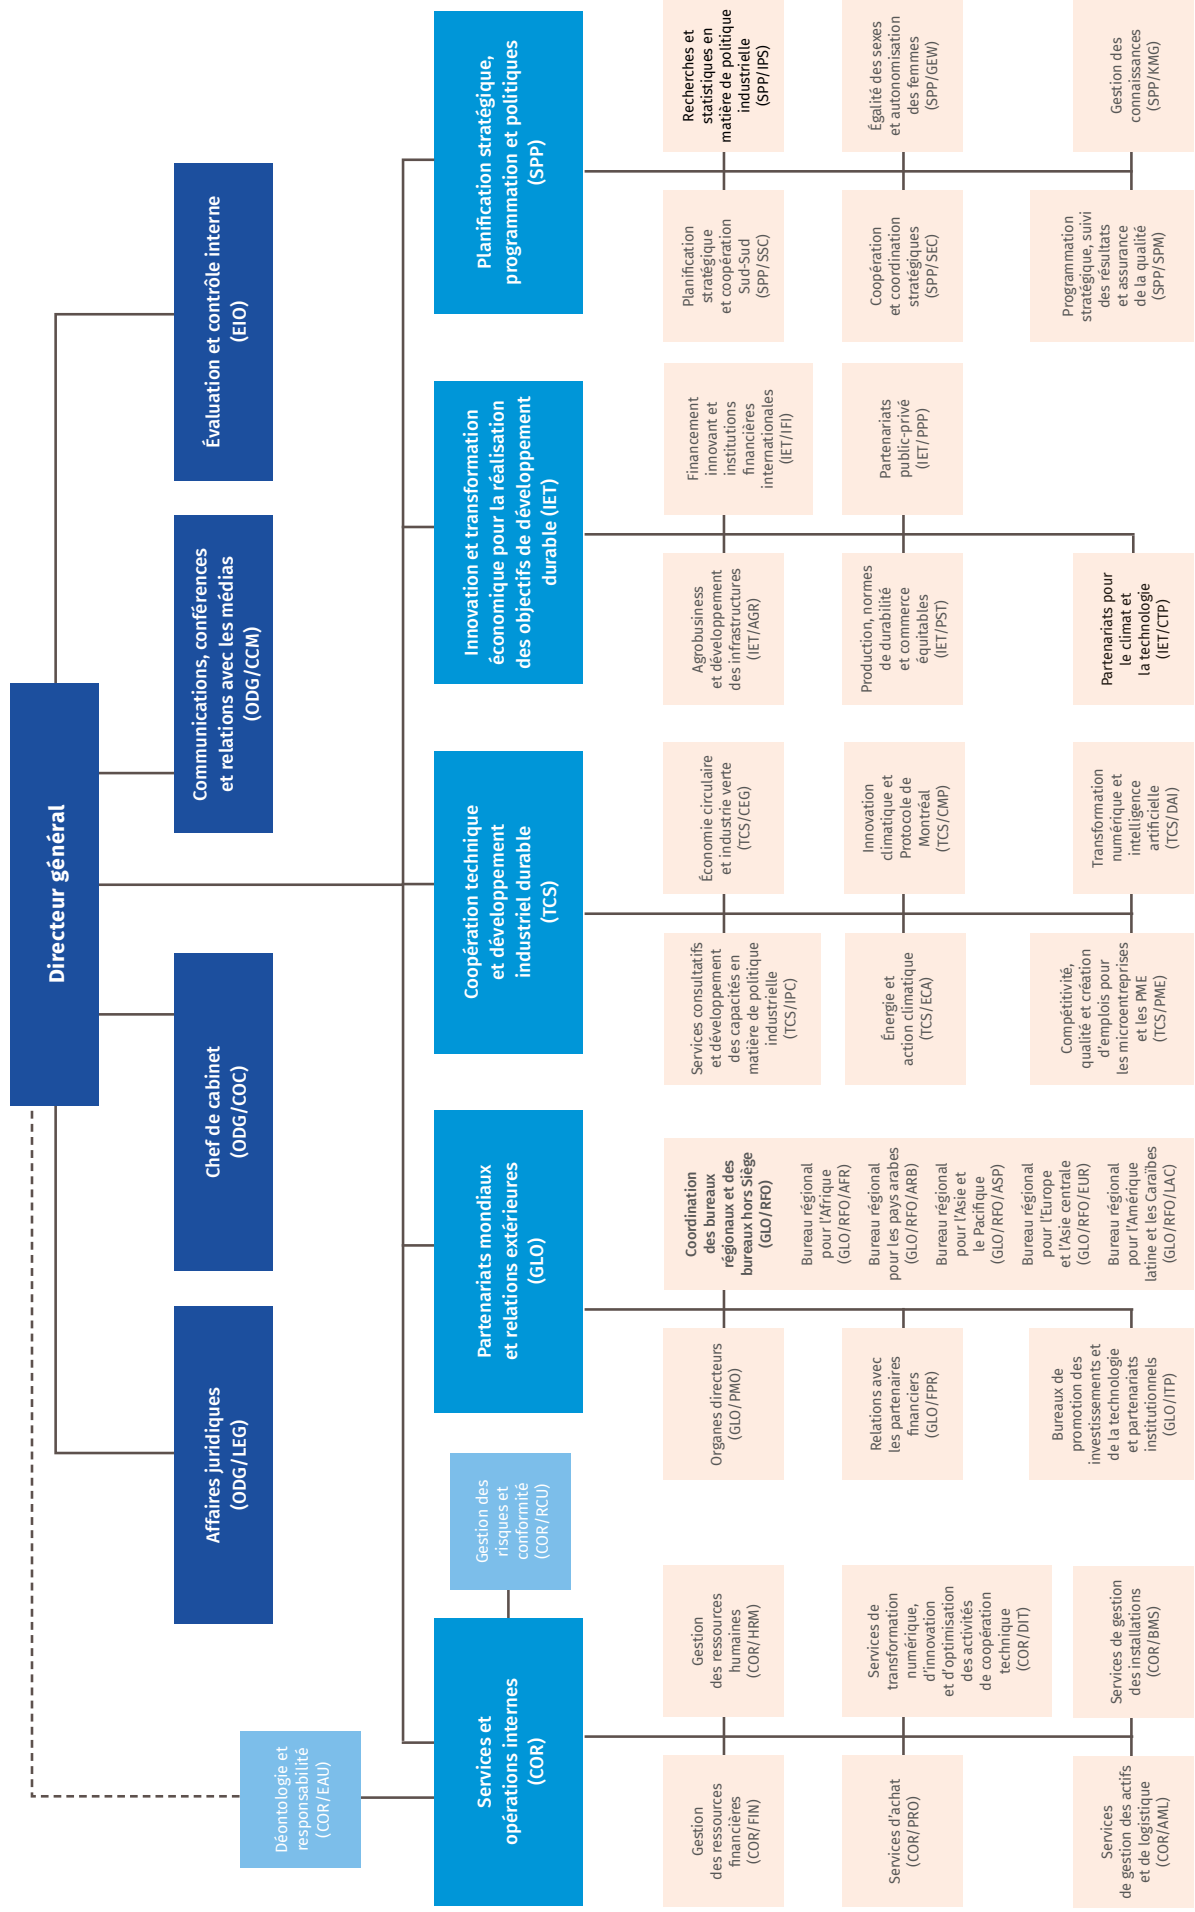 Directeur général
Affaires juridiques
(ODG/LEG)
Chef de cabinet
(ODG/COC)
Communications, conférences
et relations avec les médias
(ODG/CCM)
Évaluation et contrôle interne
(EIO)
Déontologie et
responsabilité
(COR/EAU)
Services et
opérations internes
(COR)
Gestion des
risques et
conformité
(COR/RCU)
Partenariats mondiaux
et relations extérieures
(GLO)
Coopération technique
et développement
industriel durable
(TCS)
Innovation et transformation
économique pour la réalisation
des objectifs de développement
durable (IET)
Planification stratégique,
programmation et politiques
(SPP)
Gestion
des ressources
financières
(COR/FIN)
Gestion
des ressources
humaines
(COR/HRM)
Services d'achat
(COR/PRO)
Services de
transformation
numérique,
d'innovation
et d'optimisation
des activités
de coopération
technique
(COR/DIT)
Services
de gestion des actifs
et de logistique
(COR/AML)
Services de gestion
des installations
(COR/BMS)
Organes directeurs
(GLO/PMO)
Coordination
des bureaux
régionaux et des
bureaux hors Siège
(GLO/RFO)
Bureau régional
pour l'Afrique
(GLO/RFO/AFR)
Bureau régional
pour les pays arabes
(GLO/RFO/ARB)
Bureau régional
pour l'Asie et
le Pacifique
(GLO/RFO/ASP)
Bureau régional
pour l'Europe
et l'Asie centrale
(GLO/RFO/EUR)
Bureau régional
pour l'Amérique
latine et les Caraïbes
(GLO/RFO/LAC)
Relations avec
les partenaires
financiers
(GLO/FPR)
Bureaux de
promotion des
investissements et
de la technologie
et partenariats
institutionnels
(GLO/ITP)
Services consultatifs
et développement
des capacités en
matière de politique
industrielle
(TCS/IPC)
Économie circulaire
et industrie verte
(TCS/CEG)
Énergie et
action climatique
(TCS/ECA)
Innovation
climatique et
Protocole de
Montréal
(TCS/CMP)
Compétitivité,
qualité et création
d'emplois pour
les microentreprises
et les PME
(TCS/PME)
Transformation
numérique et
intelligence
artificielle
(TCS/DAI)
Agrobusiness
et développement
des infrastructures
(IET/AGR)
Financement
innovant et
institutions
financières
internationales
(IET/IFI)
Production, normes
de durabilité
et commerce
équitables
(IET/PST)
Partenariats
public-privé
(IET/PPP)
Partenariats pour
le climat et
la technologie
(IET/CTP)
Planification
stratégique
et coopération
Sud-Sud
(SPP/SSC)
Recherches et
statistiques en
matière de politique
industrielle
(SPP/IPS)
Coopération
et coordination
stratégiques
(SPP/SEC)
Égalité des sexes
et autonomisation
des femmes
(SPP/GEW)
Programmation
stratégique, suivi
des résultats
et assurance
de la qualité
(SPP/SPM)
Gestion des
connaissances
(SPP/KMG)